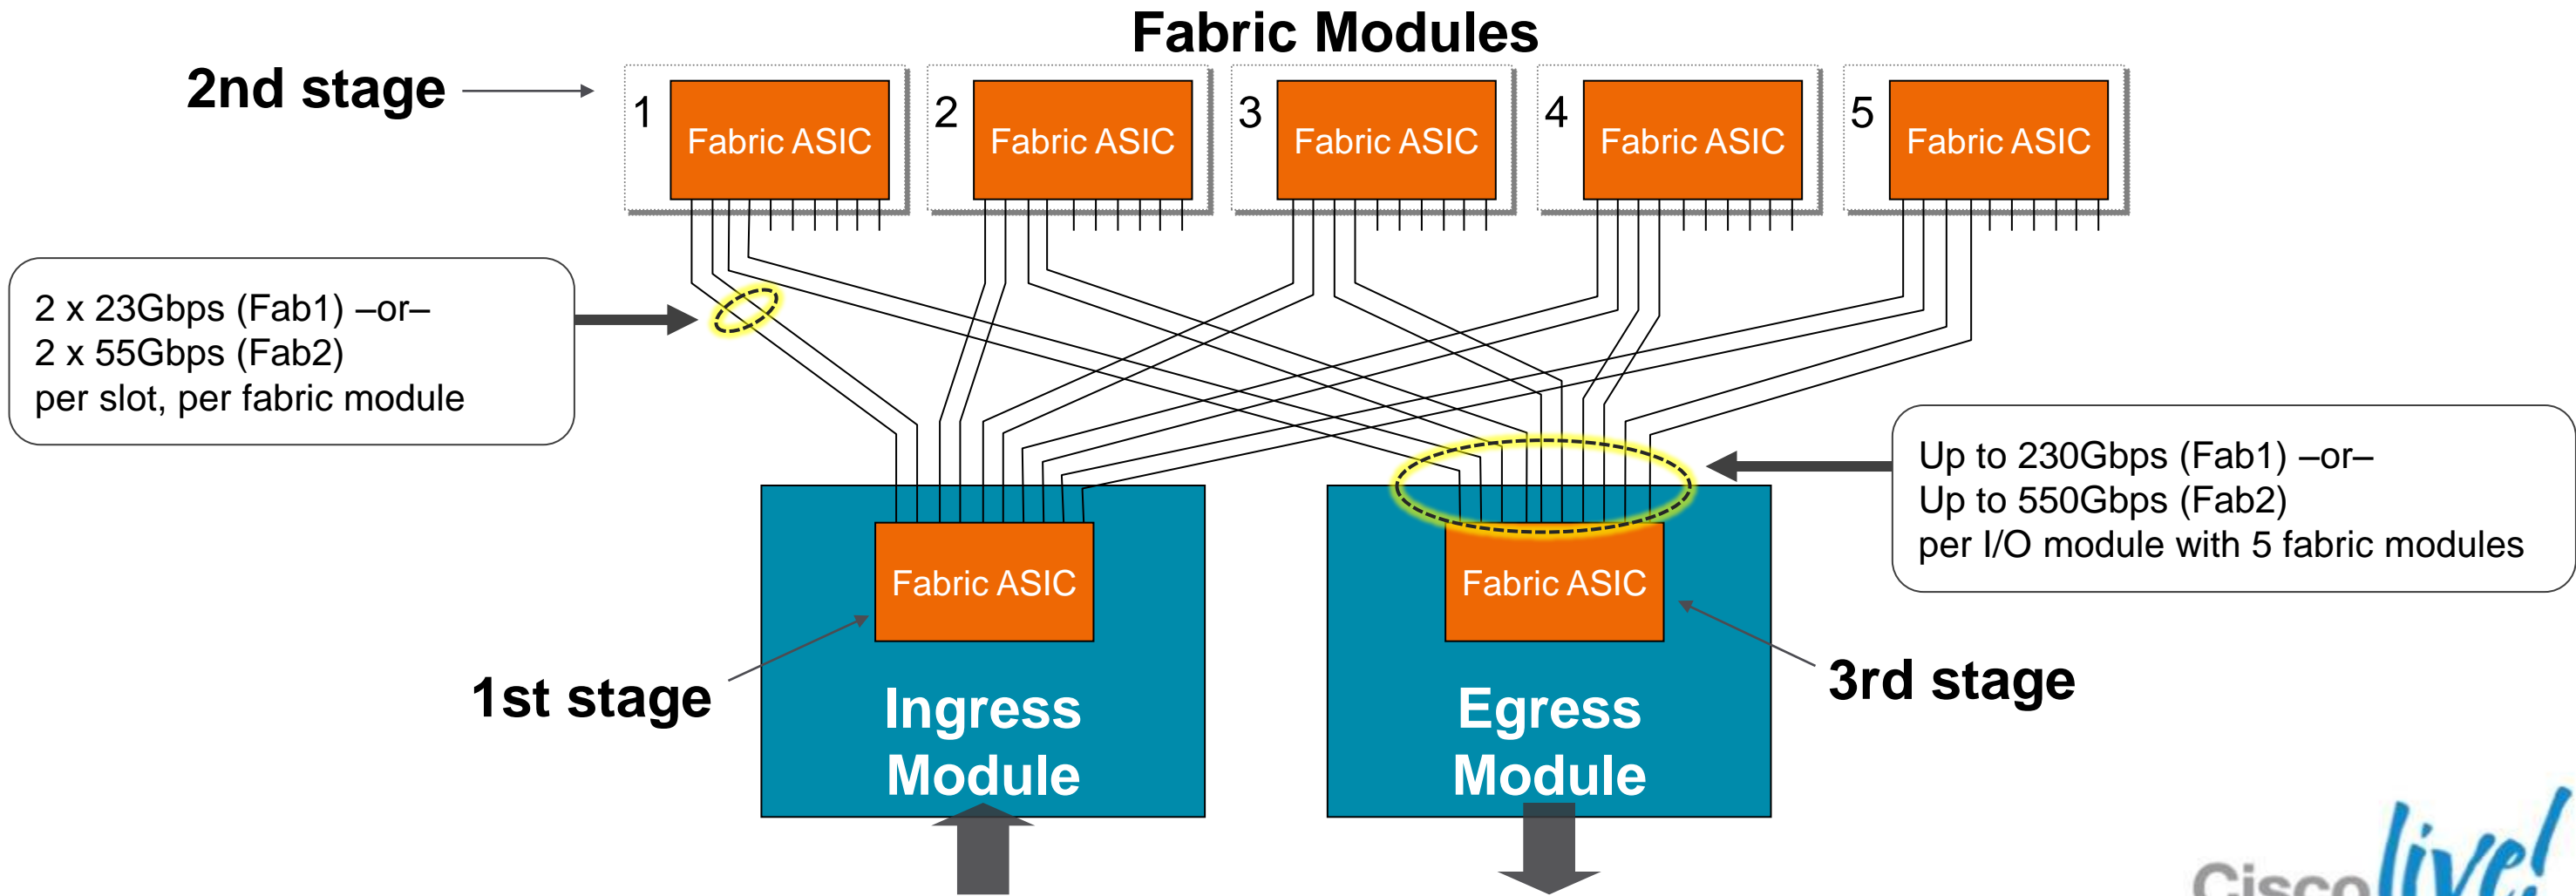 Fabric Modules
2nd stage
1
Fabric ASIC
2
Fabric ASIC
3
Fabric ASIC
4
Fabric ASIC
5
Fabric ASIC
2 x 23Gbps (Fab1) –or–
2 x 55Gbps (Fab2)
per slot, per fabric module
Up to 230Gbps (Fab1) –or–
Up to 550Gbps (Fab2)
per I/O module with 5 fabric modules
Fabric ASIC
Fabric ASIC
1st stage
3rd stage
Ingress
Module
Egress
Module
Cisco live!